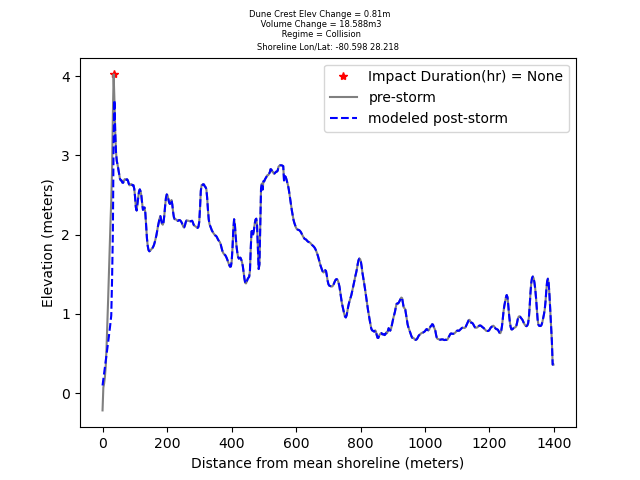 Dune Crest Elev Change = 0.81m
Volume Change = 18.588m3
Regime = Collision
Shoreline Lon/Lat: -80.598 28.218
Impact Duration(hr) = None
pre-storm
modeled post-storm
Elevation (meters)
4
3
2
1
0
0 200 400 600 800 1000 1200 1400
Distance from mean shoreline (meters)